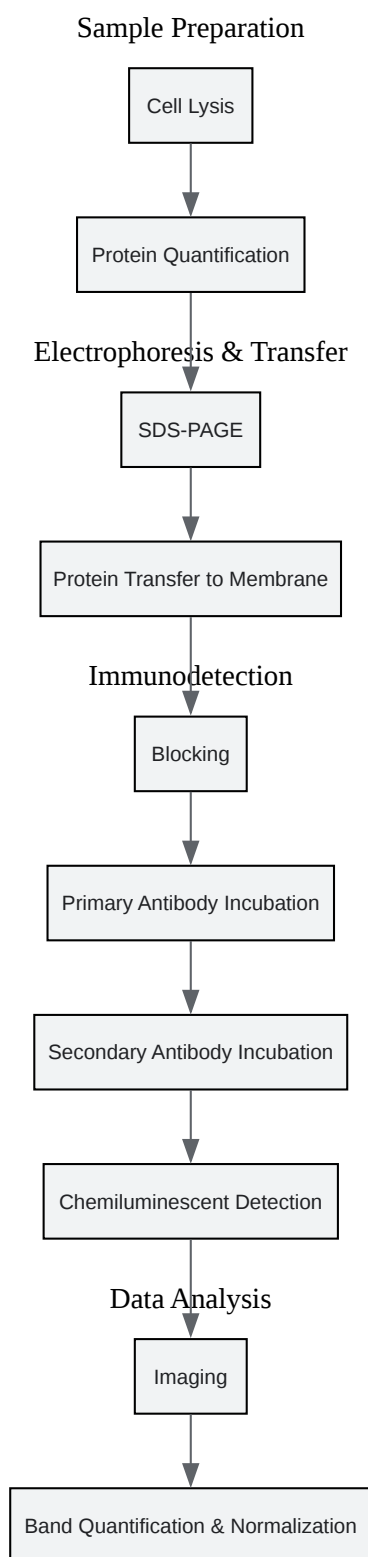 Sample Preparation
Cell Lysis
Protein Quantification
Electrophoresis & Transfer
SDS-PAGE
Protein Transfer to Membrane
Immunodetection
Blocking
Primary Antibody Incubation
Secondary Antibody Incubation
Chemiluminescent Detection
Data Analysis
Imaging
Band Quantification & Normalization